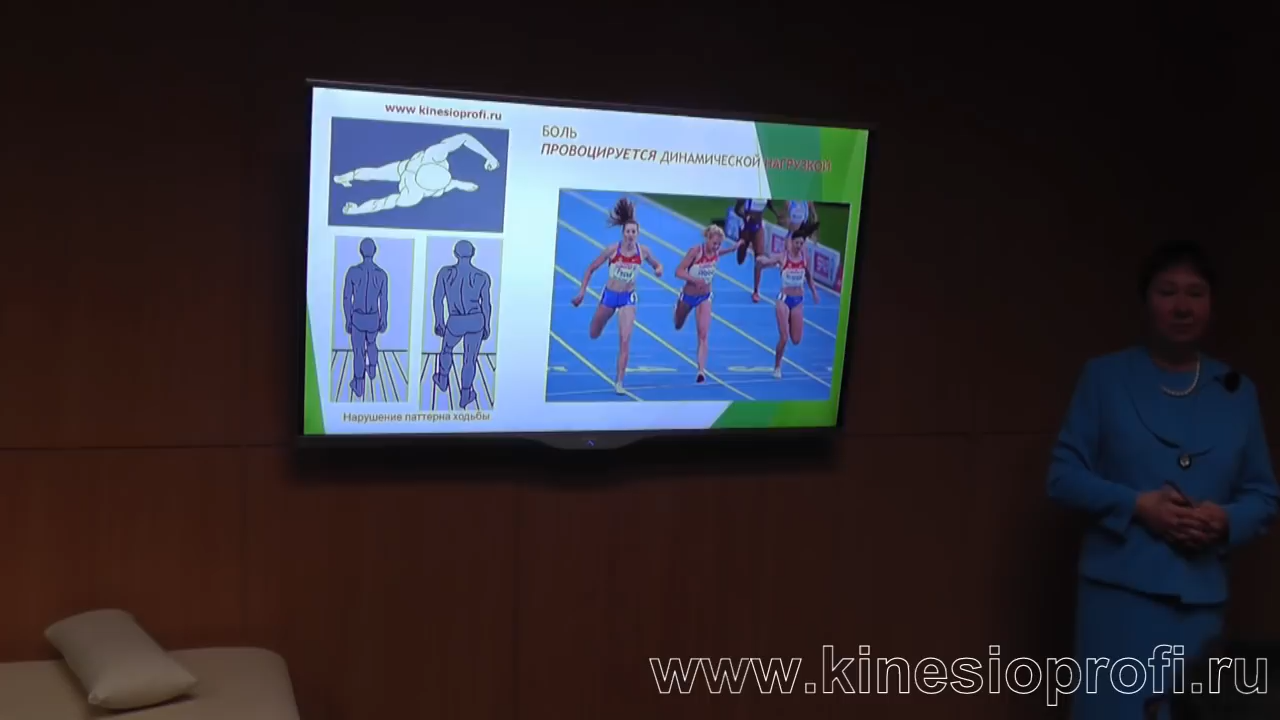 www kinesioprofi.ru
БОЛЬ
ПРОВОЦИРУЕТСЯ ДИНАМИЧЕСКОЙ НАГРУЗКОЙ
Нарушение паттерна ходьбы
www.kinesioprofi.ru